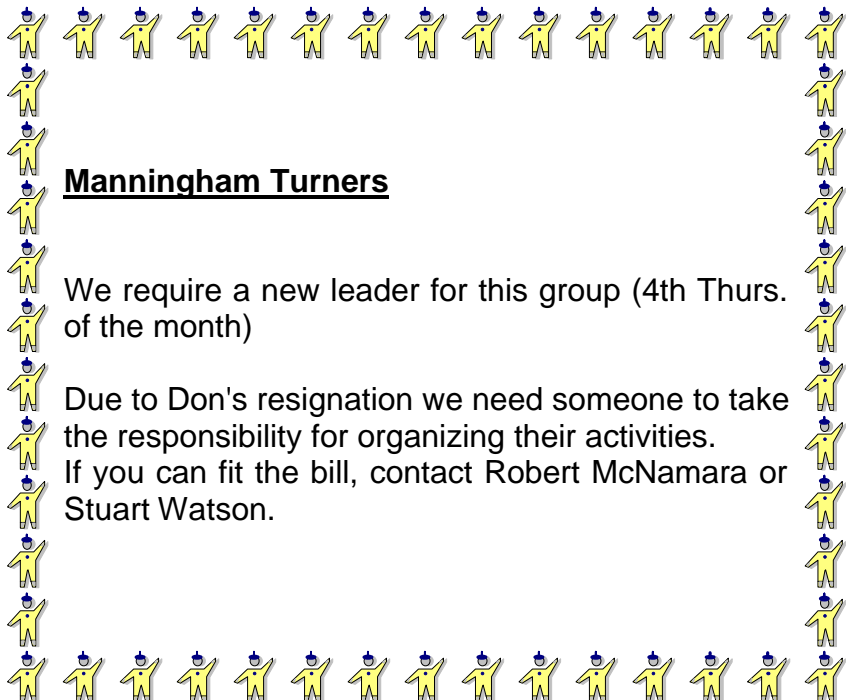 Manningham Turners
We require a new leader for this group (4th Thurs.
of the month)
Due to Don's resignation we need someone to take
the responsibility for organizing their activities.
If you can fit the bill, contact Robert McNamara or
Stuart Watson.